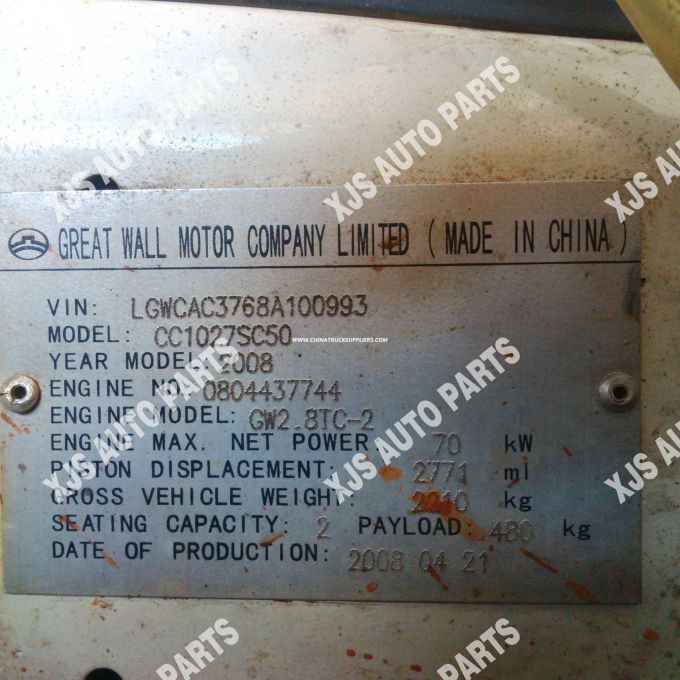 XJS AUTO PARTS
XJS AUTO PARTS
XJS AUTO
GREAT WALL MOTOR COMPANY LIMITED ( MADE IN CHINA )
VIN: LGWCAC3768A100993
MODEL: CC1027SC50
www.CHINATRUCKSUPPLIERS.COM
YEAR MODEL: 2008
ENGINE NO. 0804437744
ENGINE MODEL: GW2.8TC-2
ENGINE MAX. NET POWER: 70 kW
PISTON DISPLACEMENT: 2771 ml
GROSS VEHICLE WEIGHT: 2210 kg
SEATING CAPACITY: 2 PAYLOAD: 480 kg
DATE OF PRODUCTION: 2008 04 21
XJS AUTO PARTS
XJS AUTO PARTS
XJS AUTO PARTS
PARTS
PARTS